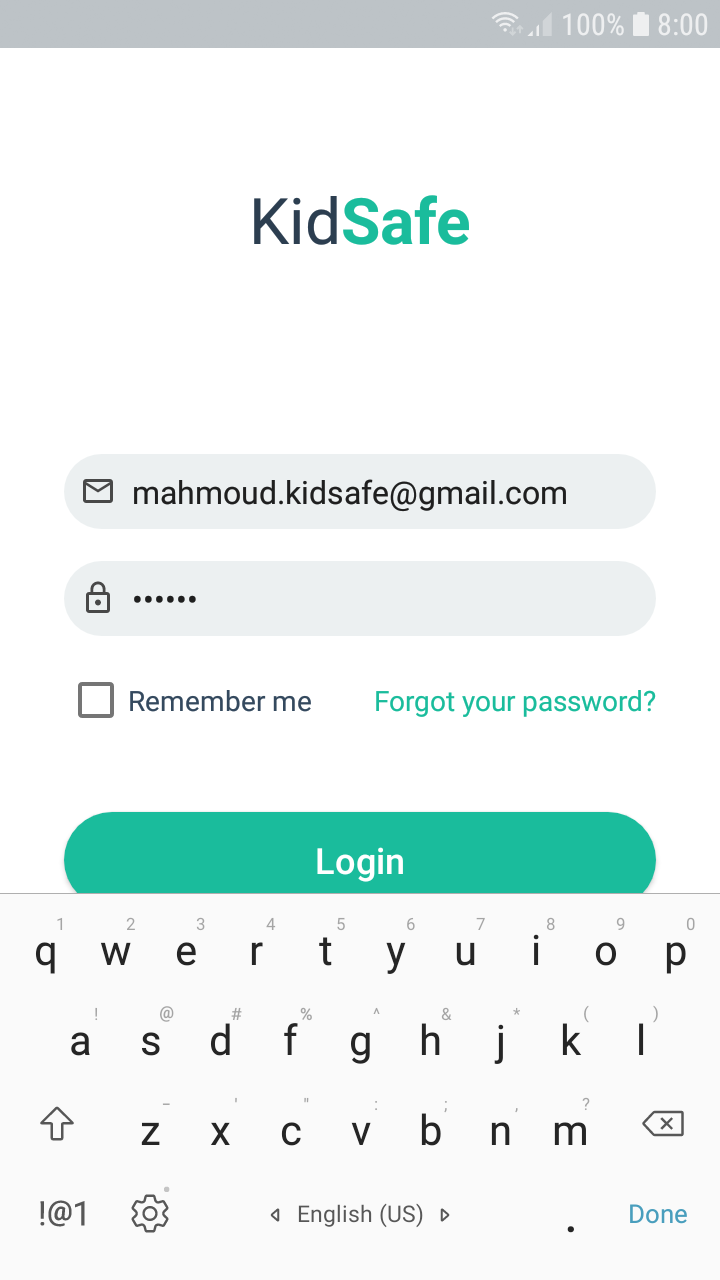 100% 8:00
KidSafe
mahmoud.kidsafe@gmail.com
••••••
Remember me Forgot your password?
Login
1 2 3 4 5 6 7 8 9 0
q w e r t y u i o p
! @ # % ^ & * ( )
a s d f g h j k l
– ' " : ; , ?
z x c v b n m
!@1 English (US) . Done